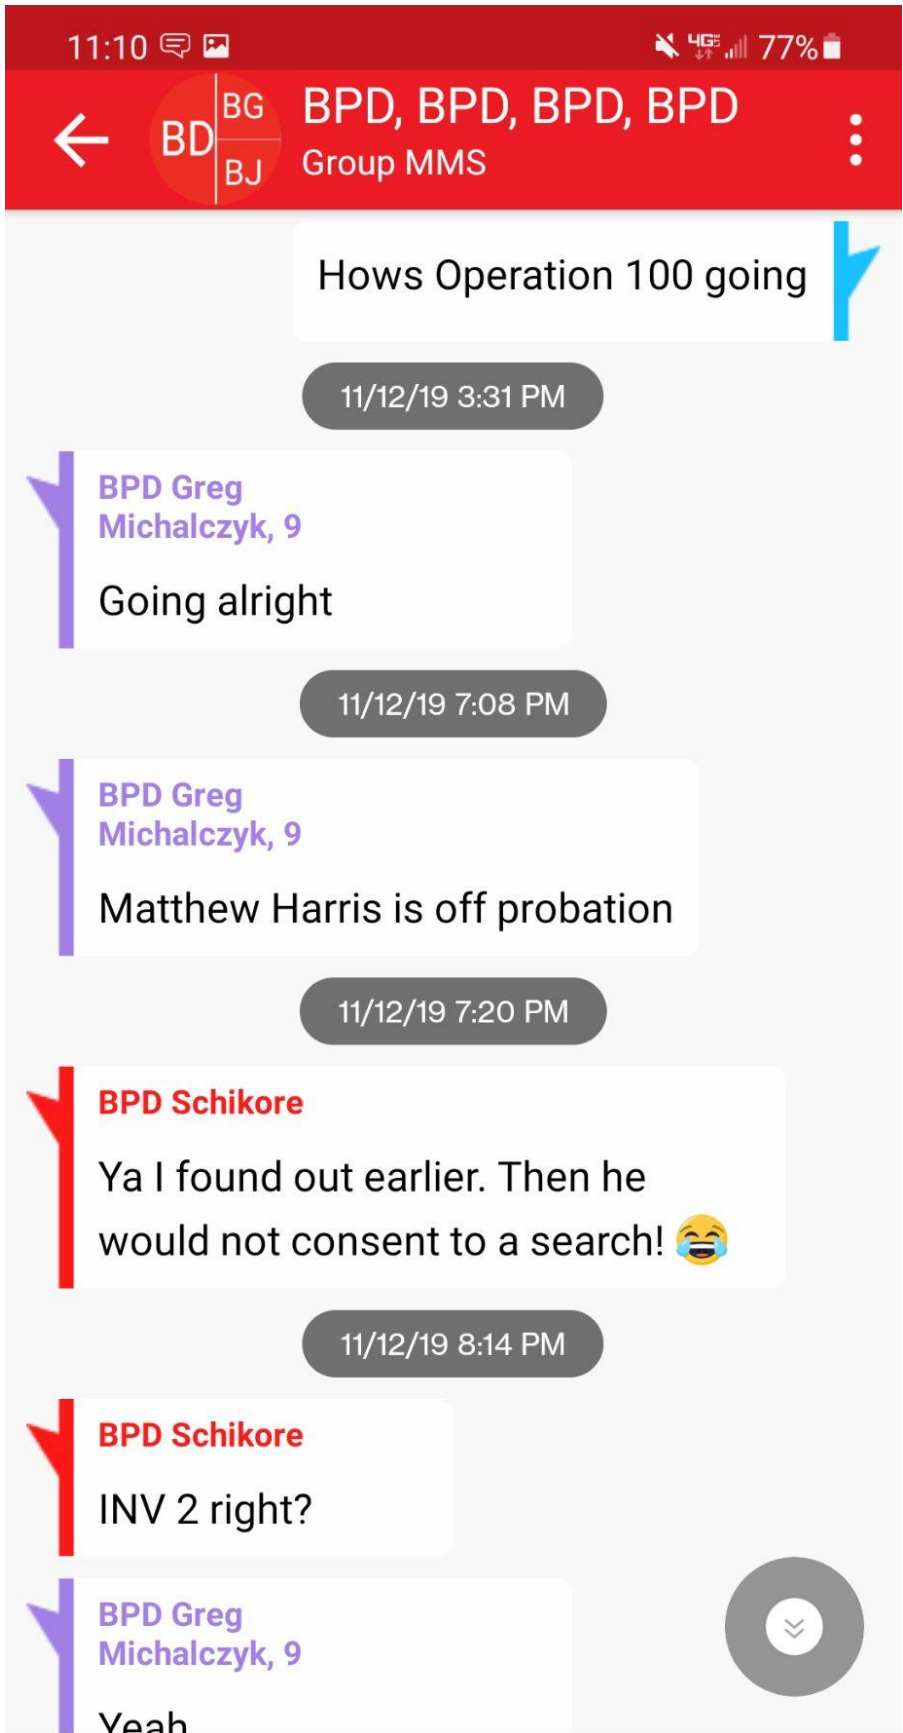 11:10 4GE 77%
BD BG BJ
BPD, BPD, BPD, BPD
Group MMS
Hows Operation 100 going
11/12/19 3:31 PM
BPD Greg
Michalczyk, 9
Going alright
11/12/19 7:08 PM
BPD Greg
Michalczyk, 9
Matthew Harris is off probation
11/12/19 7:20 PM
BPD Schikore
Ya I found out earlier. Then he
would not consent to a search! 😂
11/12/19 8:14 PM
BPD Schikore
INV 2 right?
BPD Greg
Michalczyk, 9
Yeah